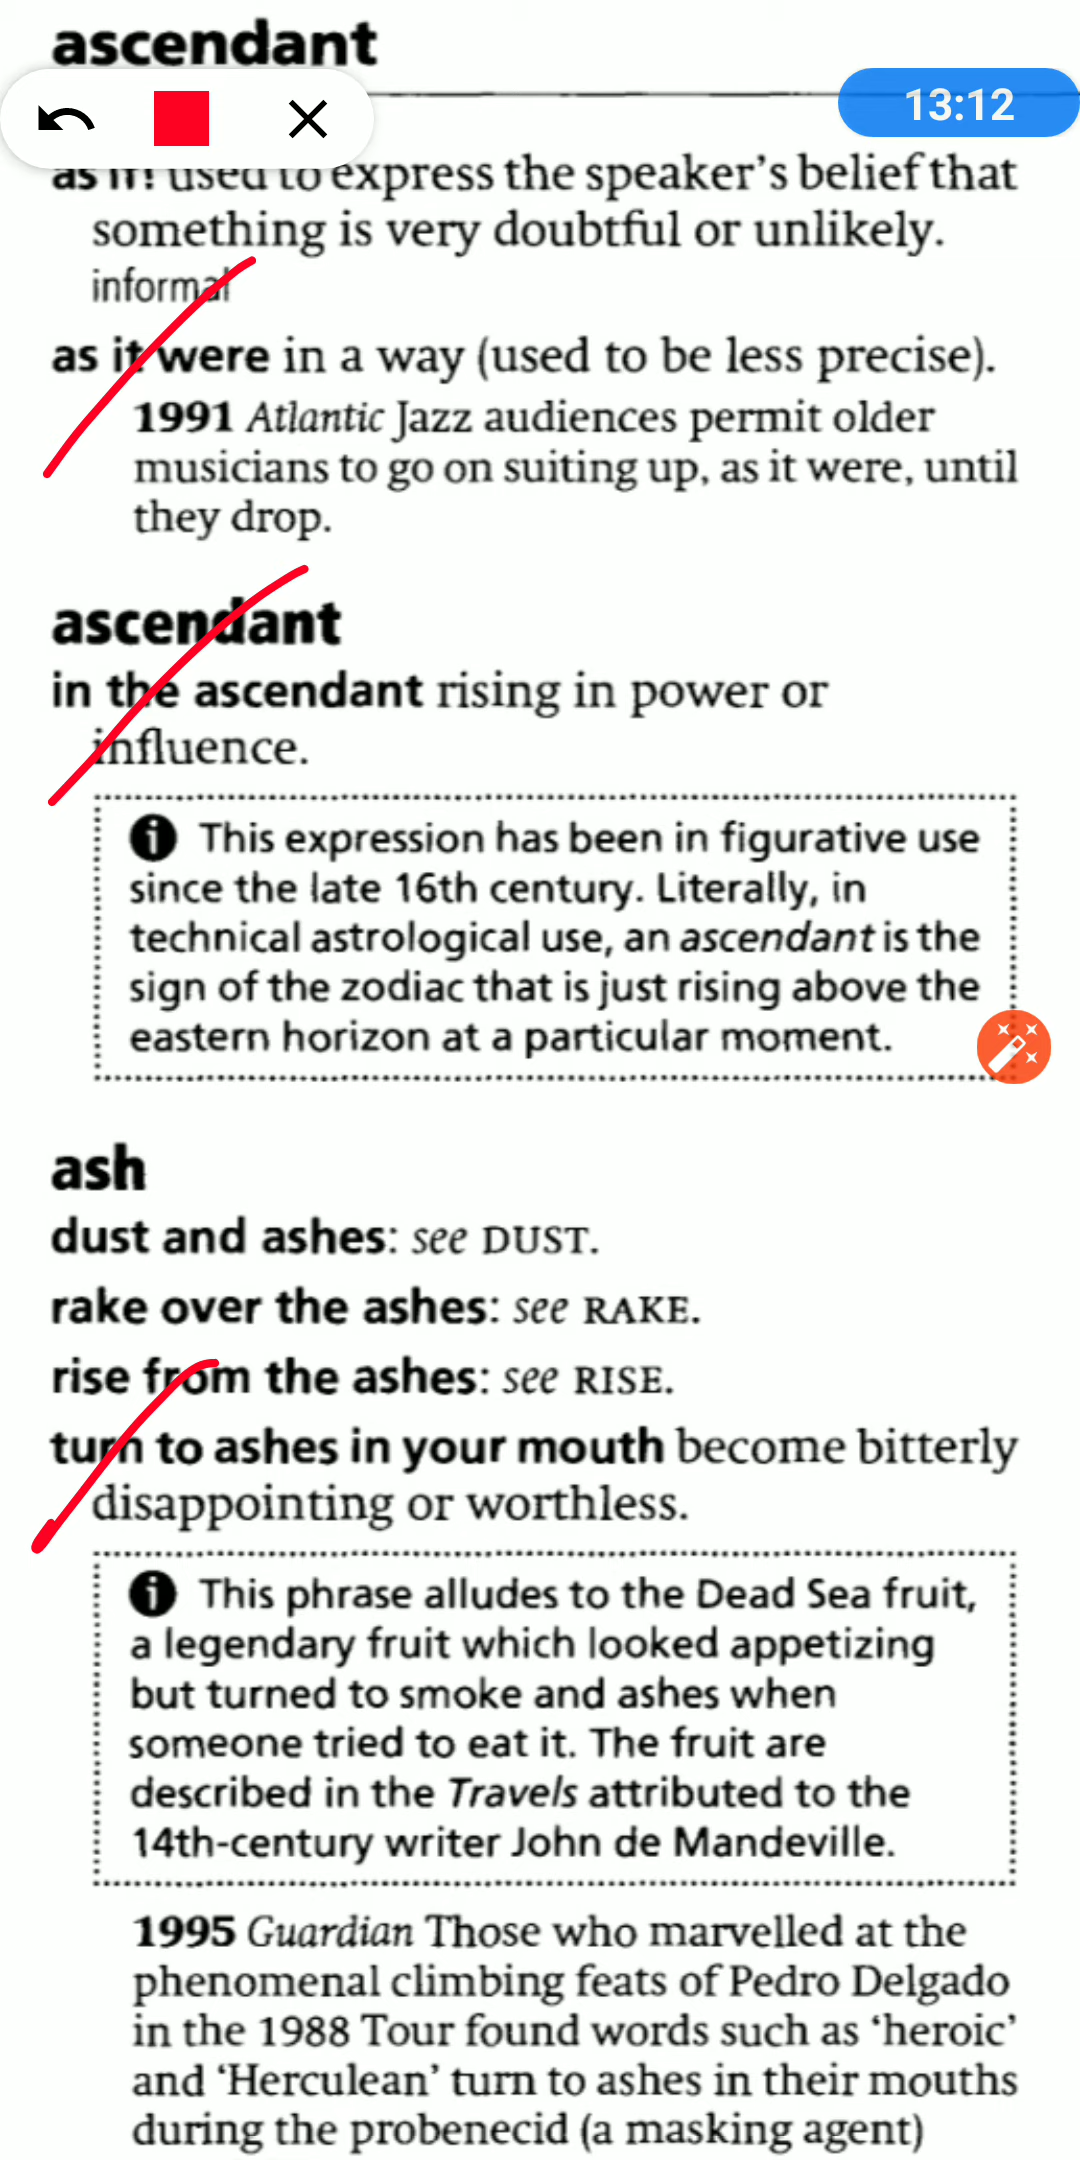 ascendant
13:12
as if! used to express the speaker’s belief that
something is very doubtful or unlikely.
informal
as it were in a way (used to be less precise).
1991 Atlantic Jazz audiences permit older
musicians to go on suiting up, as it were, until
they drop.
ascendant
in the ascendant rising in power or
influence.
This expression has been in figurative use
since the late 16th century. Literally, in
technical astrological use, an ascendant is the
sign of the zodiac that is just rising above the
eastern horizon at a particular moment.
ash
dust and ashes: see DUST.
rake over the ashes: see RAKE.
rise from the ashes: see RISE.
turn to ashes in your mouth become bitterly
disappointing or worthless.
This phrase alludes to the Dead Sea fruit,
a legendary fruit which looked appetizing
but turned to smoke and ashes when
someone tried to eat it. The fruit are
described in the Travels attributed to the
14th-century writer John de Mandeville.
1995 Guardian Those who marvelled at the
phenomenal climbing feats of Pedro Delgado
in the 1988 Tour found words such as ‘heroic’
and ‘Herculean’ turn to ashes in their mouths
during the probenecid (a masking agent)